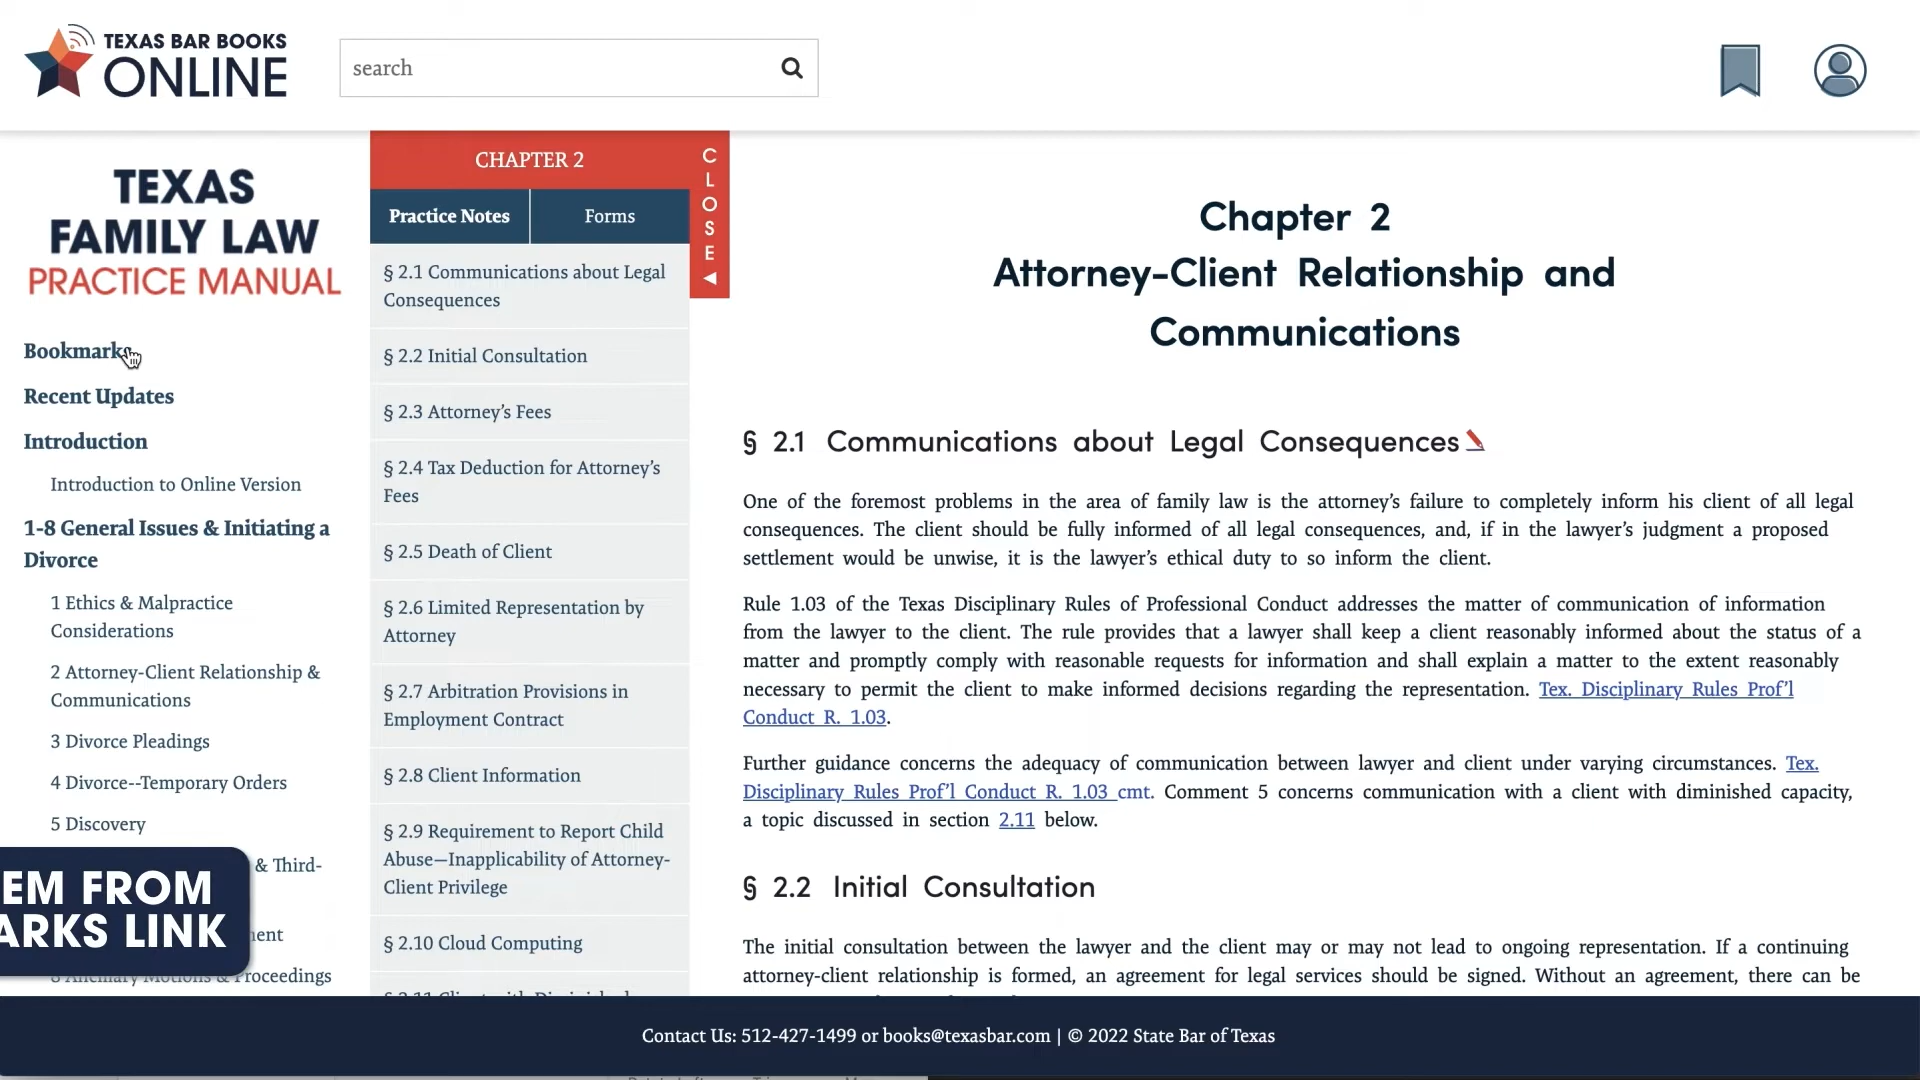 TEXAS BAR BOOKS
ONLINE
search
TEXAS
FAMILY LAW
PRACTICE MANUAL
Bookmarks
Recent Updates
Introduction
Introduction to Online Version
1-8 General Issues & Initiating a
Divorce
1 Ethics & Malpractice
Considerations
2 Attorney-Client Relationship &
Communications
3 Divorce Pleadings
4 Divorce--Temporary Orders
5 Discovery
& Third-
8 Ancillary Motions & Proceedings
EM FROM
ARKS LINK
CHAPTER 2
Practice Notes
Forms
CLOSE ◀
§ 2.1 Communications about Legal
Consequences
§ 2.2 Initial Consultation
§ 2.3 Attorney’s Fees
§ 2.4 Tax Deduction for Attorney’s
Fees
§ 2.5 Death of Client
§ 2.6 Limited Representation by
Attorney
§ 2.7 Arbitration Provisions in
Employment Contract
§ 2.8 Client Information
§ 2.9 Requirement to Report Child
Abuse—Inapplicability of Attorney-
Client Privilege
§ 2.10 Cloud Computing
§ 2.11 Client with Diminished
Chapter 2
Attorney-Client Relationship and
Communications
§ 2.1 Communications about Legal Consequences
One of the foremost problems in the area of family law is the attorney’s failure to completely inform his client of all legal
consequences. The client should be fully informed of all legal consequences, and, if in the lawyer’s judgment a proposed
settlement would be unwise, it is the lawyer’s ethical duty to so inform the client.
Rule 1.03 of the Texas Disciplinary Rules of Professional Conduct addresses the matter of communication of information
from the lawyer to the client. The rule provides that a lawyer shall keep a client reasonably informed about the status of a
matter and promptly comply with reasonable requests for information and shall explain a matter to the extent reasonably
necessary to permit the client to make informed decisions regarding the representation. Tex. Disciplinary Rules Prof’l
Conduct R. 1.03.
Further guidance concerns the adequacy of communication between lawyer and client under varying circumstances. Tex.
Disciplinary Rules Prof’l Conduct R. 1.03 cmt. Comment 5 concerns communication with a client with diminished capacity,
a topic discussed in section 2.11 below.
§ 2.2 Initial Consultation
The initial consultation between the lawyer and the client may or may not lead to ongoing representation. If a continuing
attorney-client relationship is formed, an agreement for legal services should be signed. Without an agreement, there can be
Contact Us: 512-427-1499 or books@texasbar.com | © 2022 State Bar of Texas